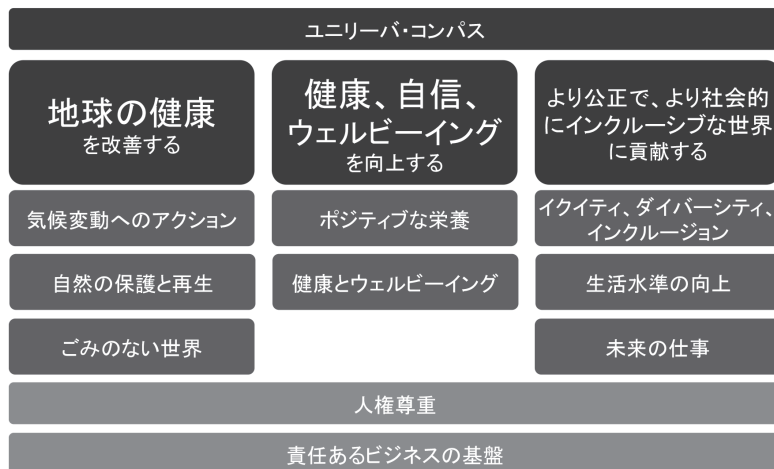 ユニリーバ・コンパス
地球の健康
を改善する
健康、自信、
ウェルビーイング
を向上する
より公正で、より社会的
にインクルーシブな世界
に貢献する
気候変動へのアクション
ポジティブな栄養
イクイティ、ダイバーシティ、
インクルージョン
自然の保護と再生
健康とウェルビーイング
生活水準の向上
ごみのない世界
未来の仕事
人権尊重
責任あるビジネスの基盤